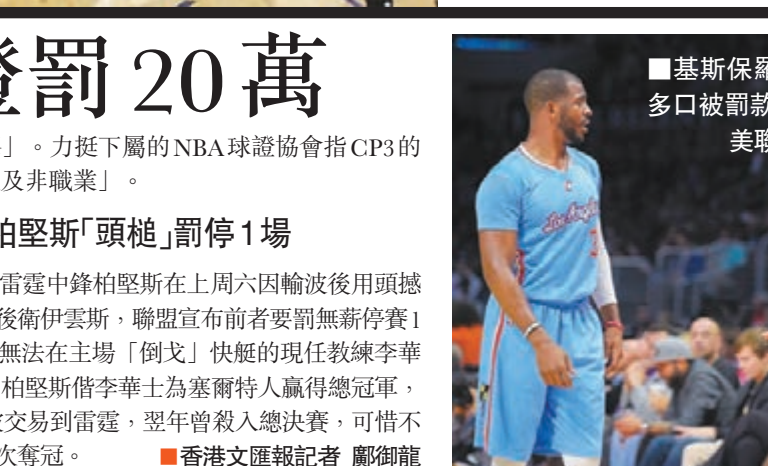 罰20萬
」。力挺下屬的NBA球證協會指CP3的
及非職業」。
柏堅斯「頭槌」罰停1場
雷霆中鋒柏堅斯在上周六因輸波後用頭撼
後衛伊雲斯，聯盟宣布前者要罰無薪停賽1
無法在主場「倒戈」快艇的現任教練李華
柏堅斯偕李華士為塞爾特人贏得總冠軍，
交易到雷霆，翌年曾殺入總決賽，可惜不
次奪冠。 ■香港文匯報記者 鄺御龍
■基斯保羅
多口被罰款
美聯
Los Angeles